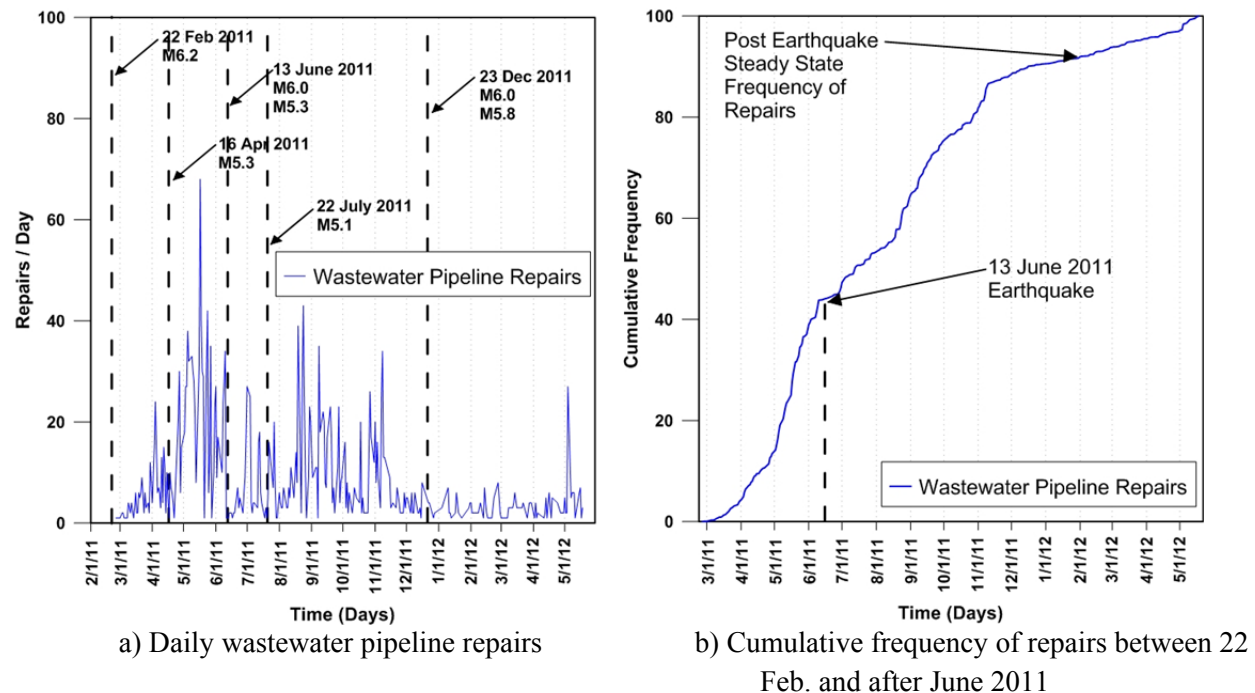 100
80
60
40
20
0
Repairs / Day
22 Feb 2011
M6.2
16 Apr 2011
M5.3
13 June 2011
M6.0
M5.3
22 July 2011
M5.1
23 Dec 2011
M6.0
M5.8
Wastewater Pipeline Repairs
2/1/11
3/1/11
4/1/11
5/1/11
6/1/11
7/1/11
8/1/11
9/1/11
10/1/11
11/1/11
12/1/11
1/1/12
2/1/12
3/1/12
4/1/12
5/1/12
Time (Days)
a) Daily wastewater pipeline repairs
100
80
60
40
20
0
Cumulative Frequency
Post Earthquake
Steady State
Frequency of
Repairs
13 June 2011
Earthquake
Wastewater Pipeline Repairs
3/1/11
4/1/11
5/1/11
6/1/11
7/1/11
8/1/11
9/1/11
10/1/11
11/1/11
12/1/11
1/1/12
2/1/12
3/1/12
4/1/12
5/1/12
Time (Days)
b) Cumulative frequency of repairs between 22
Feb. and after June 2011